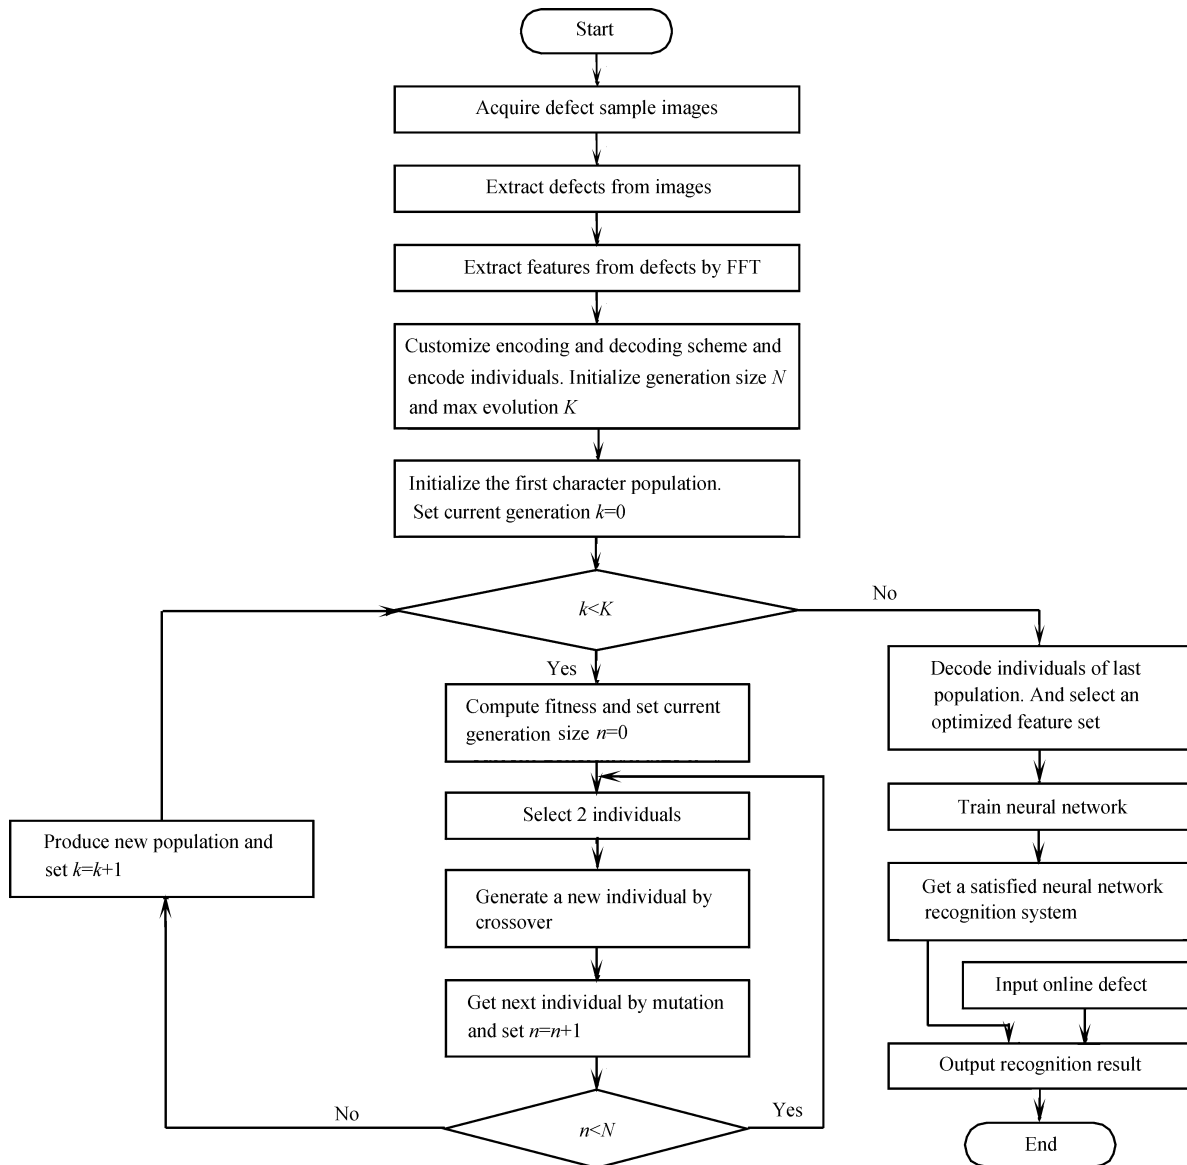 Start
Acquire defect sample images
Extract defects from images
Extract features from defects by FFT
Customize encoding and decoding scheme and
encode individuals. Initialize generation size N
and max evolution K
Initialize the first character population.
Set current generation k=0
k<K
No
Yes
Compute fitness and set current
generation size n=0
Select 2 individuals
Generate a new individual by
crossover
Get next individual by mutation
and set n=n+1
n<N
Yes
No
Produce new population and
set k=k+1
Decode individuals of last
population. And select an
optimized feature set
Train neural network
Get a satisfied neural network
recognition system
Input online defect
Output recognition result
End